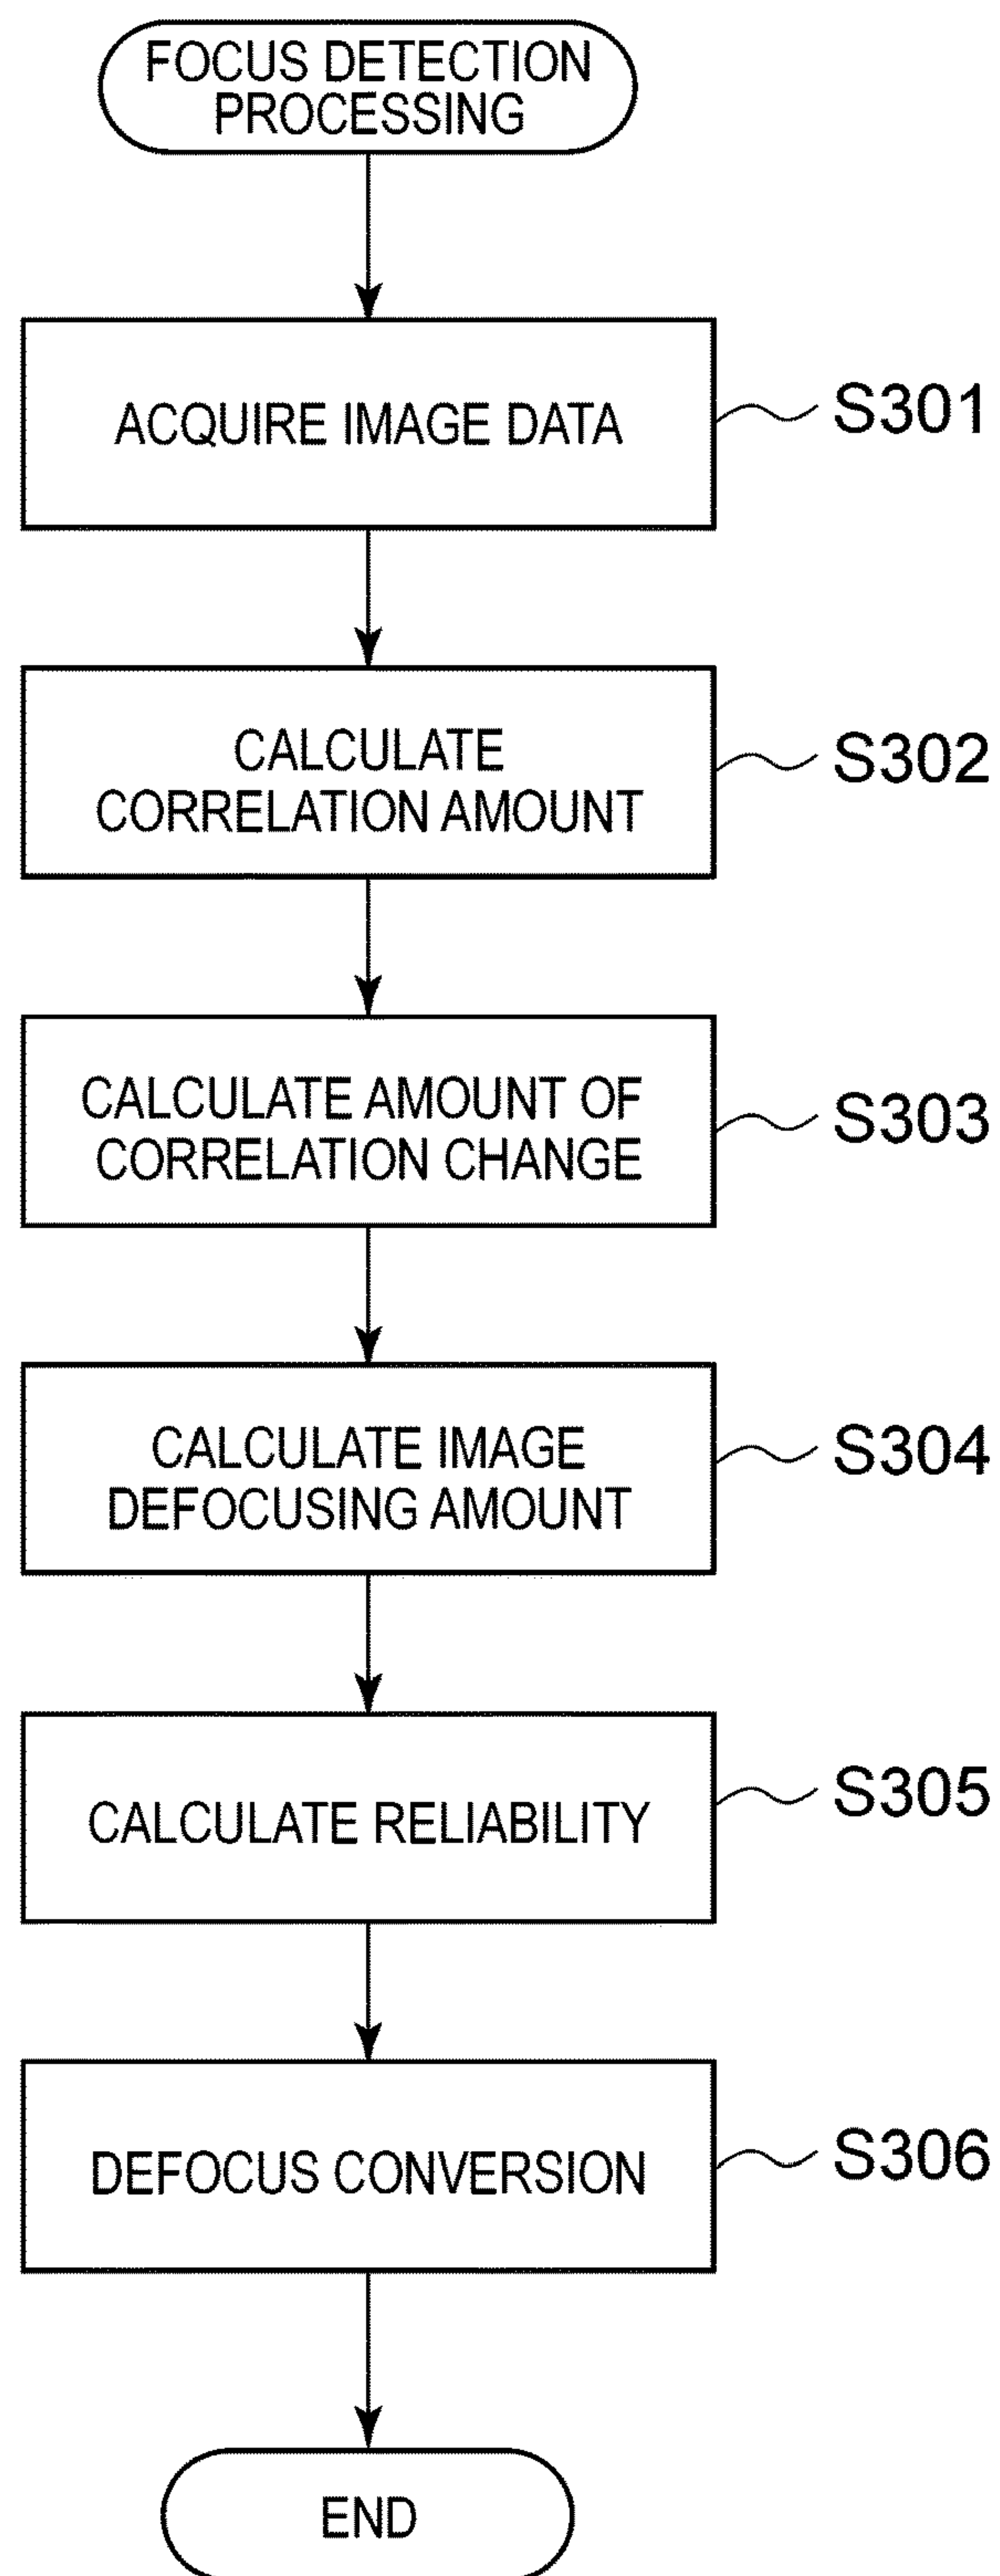 FOCUS DETECTION
PROCESSING
ACQUIRE IMAGE DATA
S301
CALCULATE
CORRELATION AMOUNT
S302
CALCULATE AMOUNT OF
CORRELATION CHANGE
S303
CALCULATE IMAGE
DEFOCUSING AMOUNT
S304
CALCULATE RELIABILITY
S305
DEFOCUS CONVERSION
S306
END